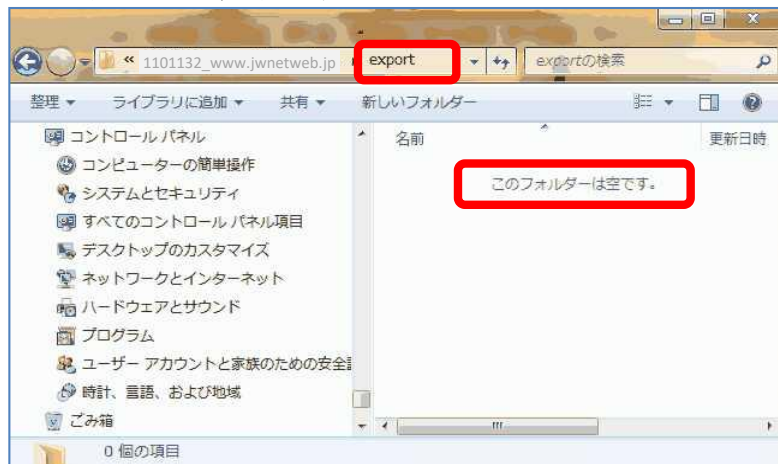 « 1101132_www.jwnetweb.jp export exportの検索
整理 ライブラリに追加 共有 新しいフォルダー
コントロール パネル
名前 更新日時
コンピューターの簡単操作
このフォルダーは空です。
システムとセキュリティ
すべてのコントロール パネル項目
デスクトップのカスタマイズ
ネットワークとインターネット
ハードウェアとサウンド
プログラム
ユーザー アカウントと家族のための安全
時計、言語、および地域
ごみ箱
0 個の項目